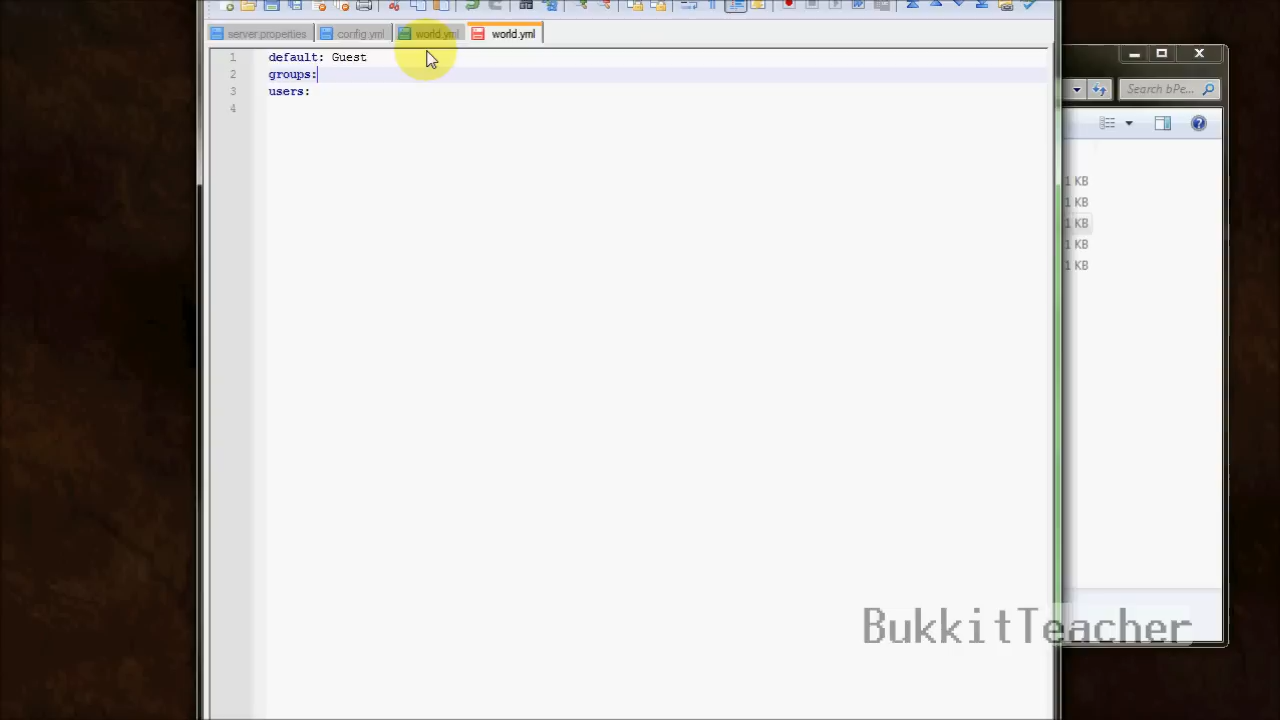 server.properties config.yml world.yml world.yml
Search bPe...
1 default: Guest
2 groups:
3 users:
4
1 KB
1 KB
1 KB
1 KB
1 KB
BukkitTeacher